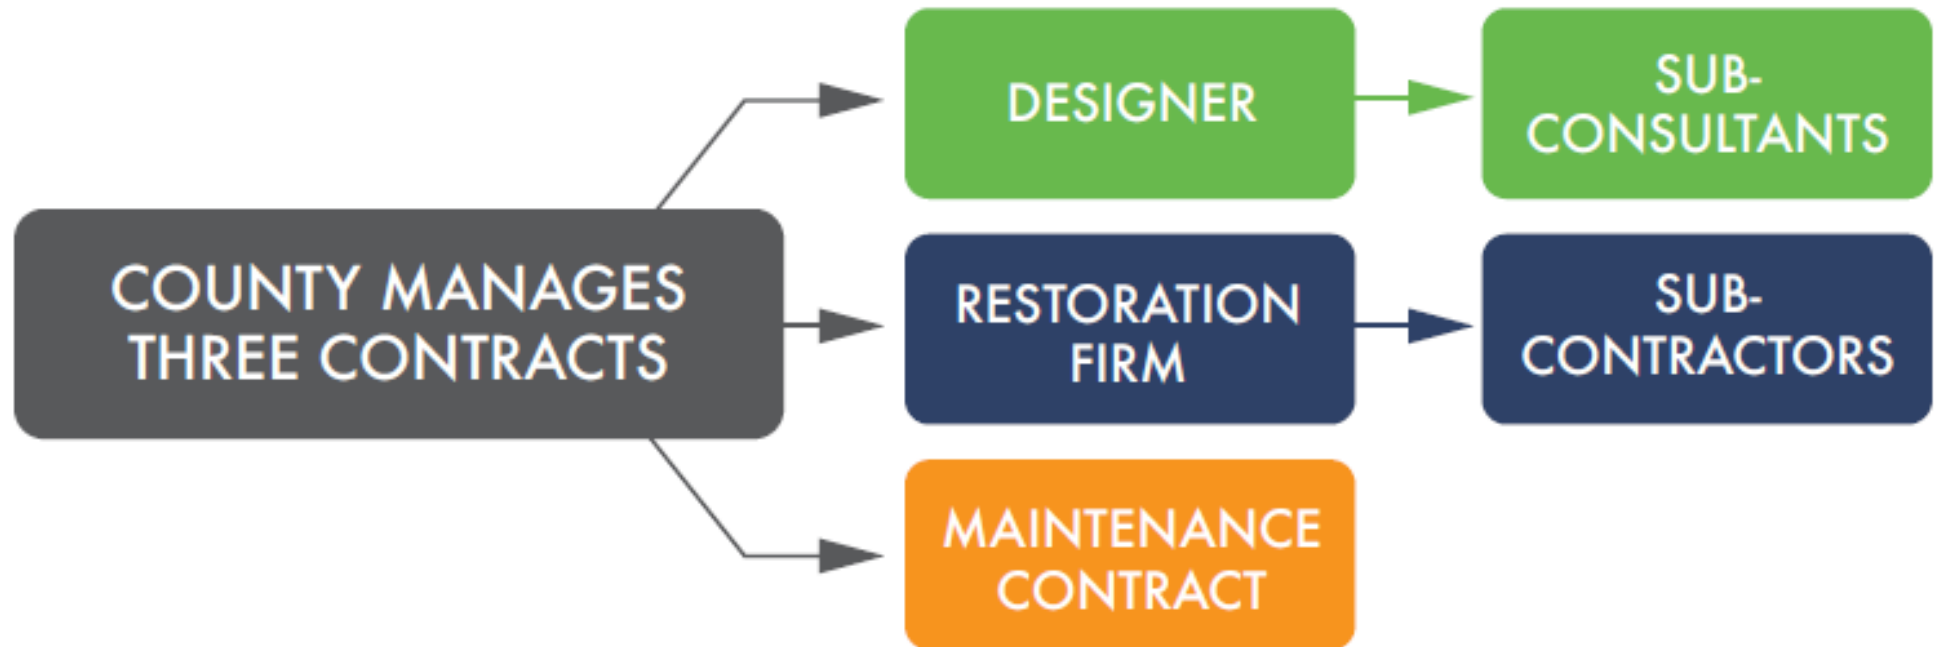 DESIGNER
SUB-
CONSULTANTS
COUNTY MANAGES
THREE CONTRACTS
RESTORATION
FIRM
SUB-
CONTRACTORS
MAINTENANCE
CONTRACT